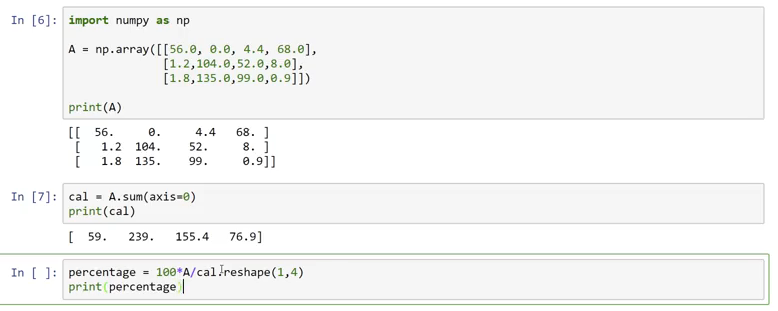 In [6]: import numpy as np
A = np.array([[56.0, 0.0, 4.4, 68.0],
[1.2,104.0,52.0,8.0],
[1.8,135.0,99.0,0.9]])
print(A)
[[ 56. 0. 4.4 68. ]
[ 1.2 104. 52. 8. ]
[ 1.8 135. 99. 0.9]]
In [7]: cal = A.sum(axis=0)
print(cal)
[ 59. 239. 155.4 76.9]
In [ ]: percentage = 100*A/cal.reshape(1,4)
print(percentage)